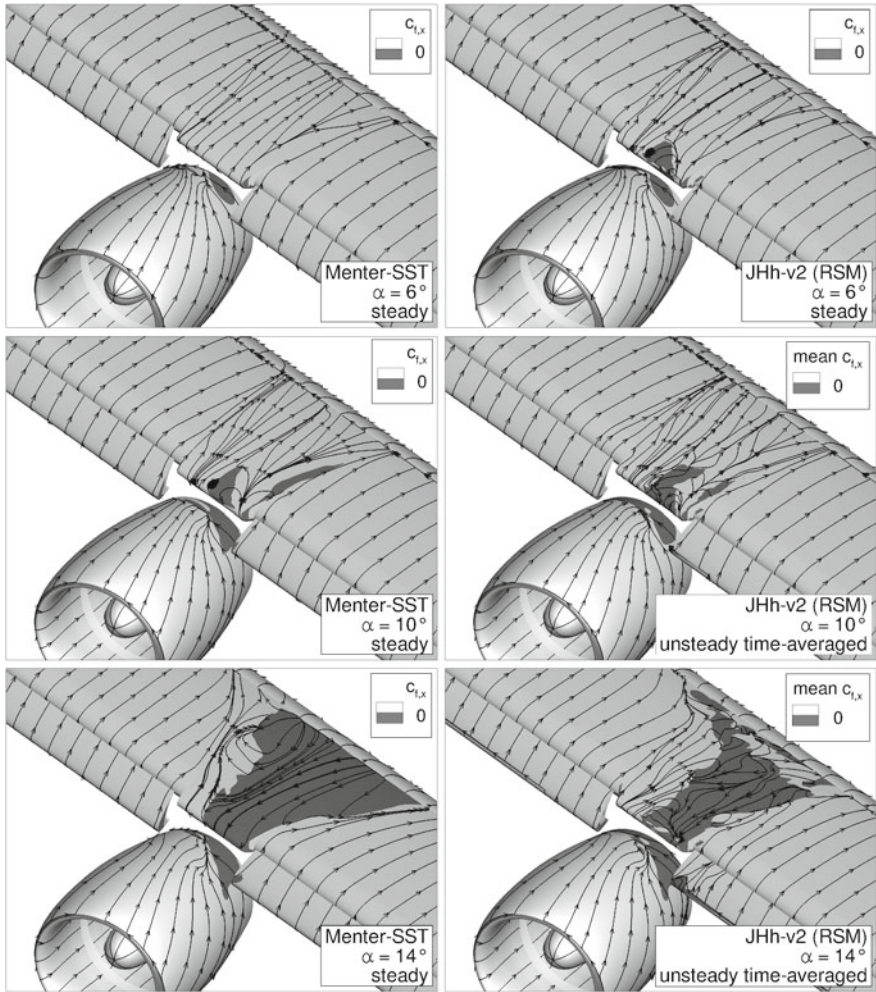 c_f,x
0
Menter-SST
α = 6°
steady
c_f,x
0
JHh-v2 (RSM)
α = 6°
steady
c_f,x
0
Menter-SST
α = 10°
steady
mean c_f,x
0
JHh-v2 (RSM)
α = 10°
unsteady time-averaged
c_f,x
0
Menter-SST
α = 14°
steady
mean c_f,x
0
JHh-v2 (RSM)
α = 14°
unsteady time-averaged